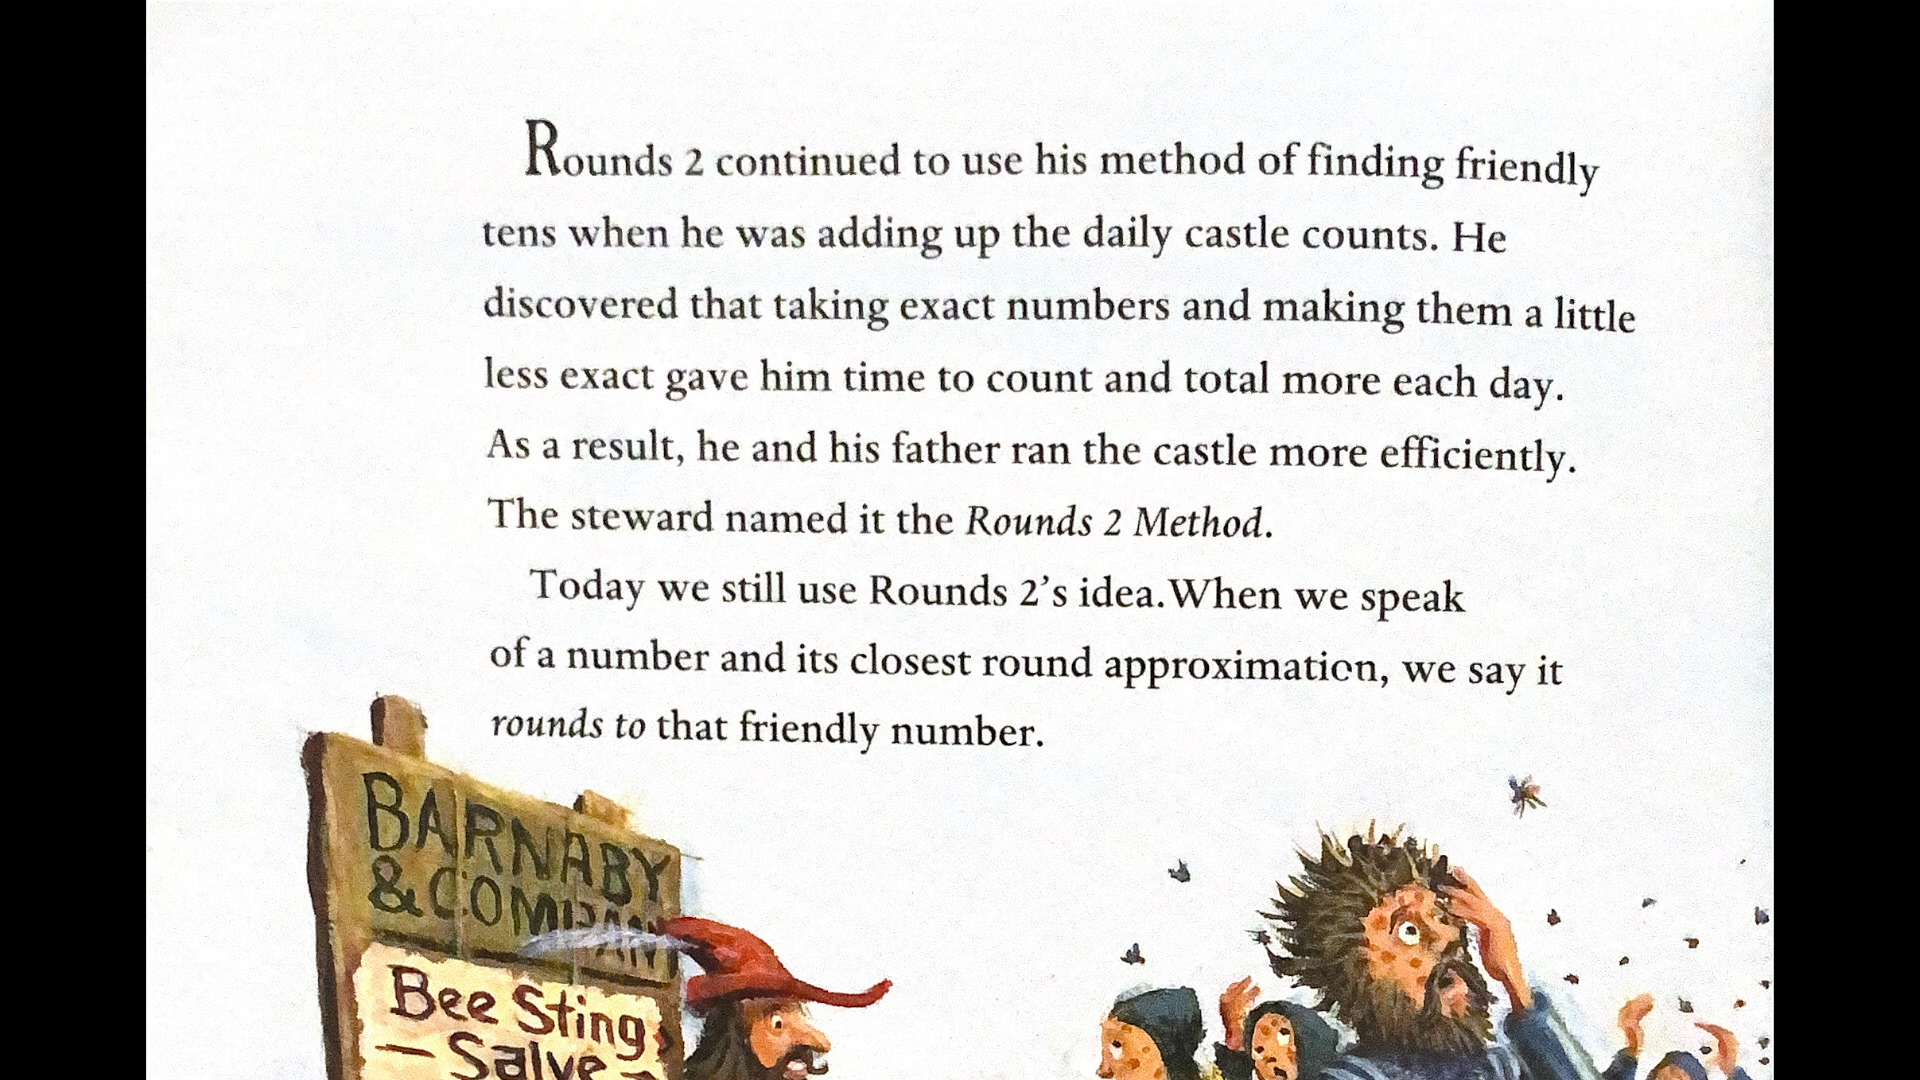 Rounds 2 continued to use his method of finding friendly
tens when he was adding up the daily castle counts. He
discovered that taking exact numbers and making them a little
less exact gave him time to count and total more each day.
As a result, he and his father ran the castle more efficiently.
The steward named it the Rounds 2 Method.
Today we still use Rounds 2's idea. When we speak
of a number and its closest round approximation, we say it
rounds to that friendly number.
BARNABY
& COMPANY
Bee Sting
– Salve –